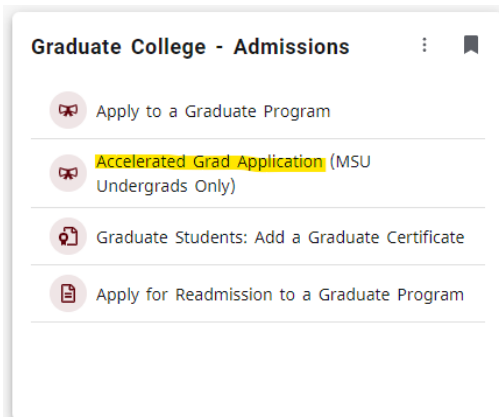 Graduate College - Admissions
Apply to a Graduate Program
Accelerated Grad Application (MSU
Undergrads Only)
Graduate Students: Add a Graduate Certificate
Apply for Readmission to a Graduate Program